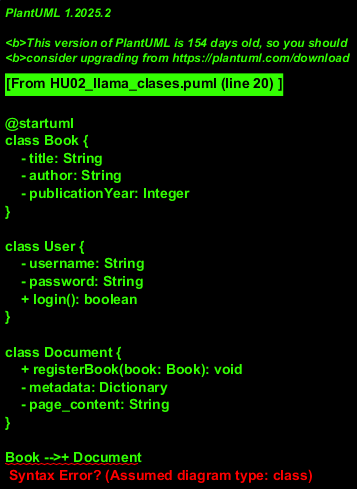 PlantUML 1.2025.2
<b>This version of PlantUML is 154 days old, so you should
<b>consider upgrading from https://plantuml.com/download
[From HU02_llama_clases.puml (line 20) ]
@startuml
class Book {
- title: String
- author: String
- publicationYear: Integer
}
class User {
- username: String
- password: String
+ login(): boolean
}
class Document {
+ registerBook(book: Book): void
- metadata: Dictionary
- page_content: String
}
Book -->+ Document
Syntax Error? (Assumed diagram type: class)